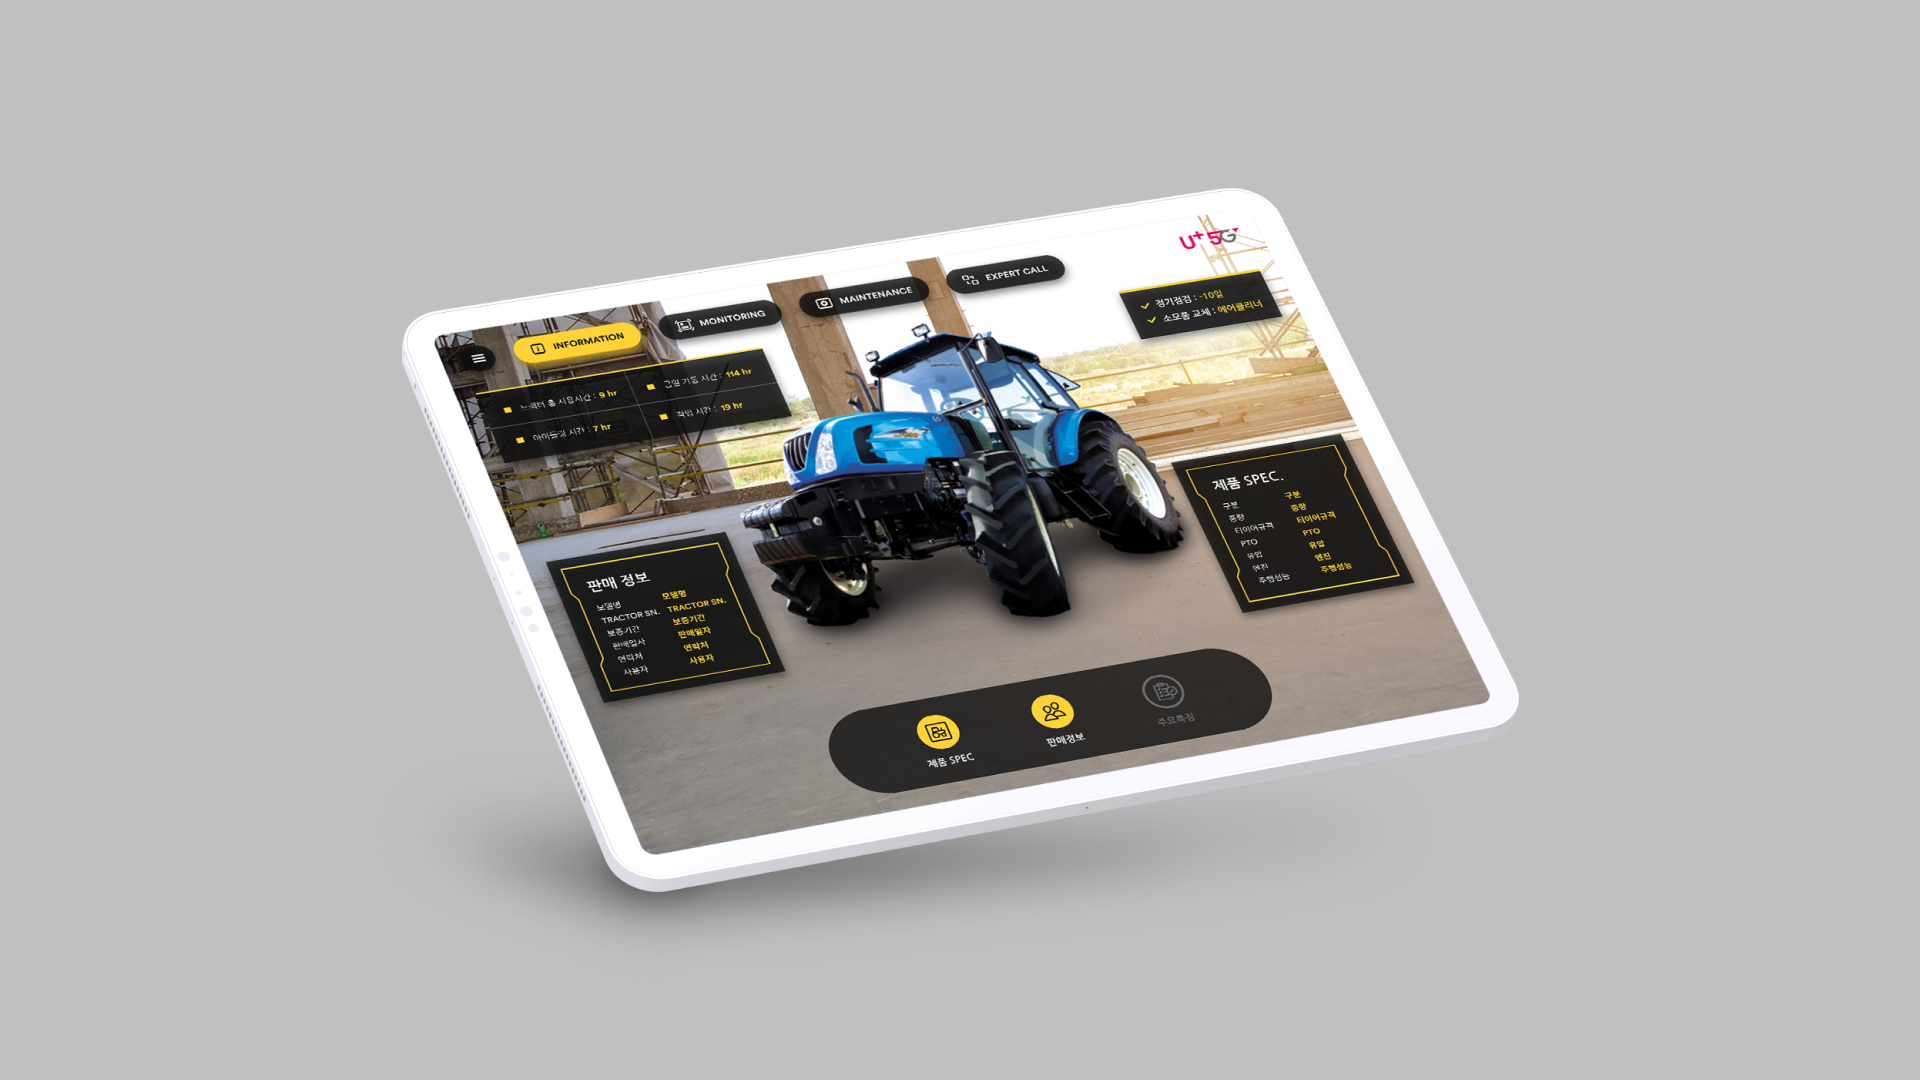 U+5G
INFORMATION
MONITORING
MAINTENANCE
EXPERT CALL
정기점검 : -10일
소모품 교체 : 에어클리너
트랙터 총 사용시간 : 9 hr
금일 가동 시간 : 114 hr
아이들링 시간 : 7 hr
작업 시간 : 19 hr
제품 SPEC.
구분 구분
중량 중량
타이어규격 타이어규격
PTO PTO
유압 유압
엔진 엔진
주행성능 주행성능
판매 정보
모델명 모델명
TRACTOR SN. TRACTOR SN.
보증기간 보증기간
판매일자 판매일자
연락처 연락처
사용자 사용자
제품 SPEC
판매정보
주요특징